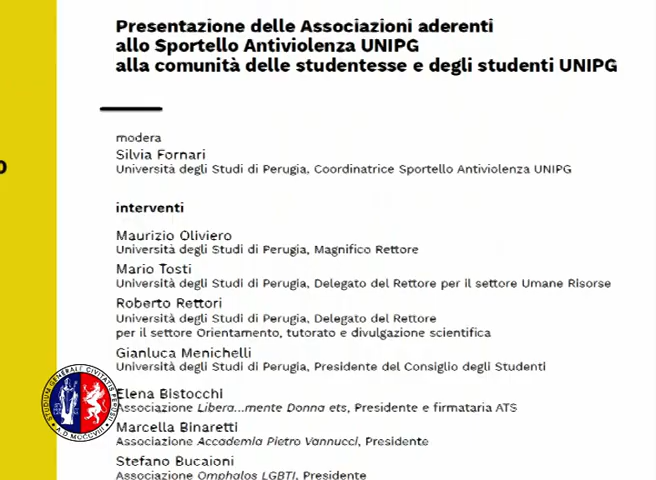 Presentazione delle Associazioni aderenti
allo Sportello Antiviolenza UNIPG
alla comunità delle studentesse e degli studenti UNIPG
modera
Silvia Fornari
Università degli Studi di Perugia, Coordinatrice Sportello Antiviolenza UNIPG
interventi
Maurizio Oliviero
Università degli Studi di Perugia, Magnifico Rettore
Mario Tosti
Università degli Studi di Perugia, Delegato del Rettore per il settore Umane Risorse
Roberto Rettori
Università degli Studi di Perugia, Delegato del Rettore
per il settore Orientamento, tutorato e divulgazione scientifica
Gianluca Menichelli
Università degli Studi di Perugia, Presidente del Consiglio degli Studenti
Elena Bistocchi
Associazione Libera...mente Donna ets, Presidente e firmataria ATS
Marcella Binaretti
Associazione Accademia Pietro Vannucci, Presidente
Stefano Bucaioni
Associazione Omphalos LGBTI, Presidente
STUDIUM GENERALE CIVITATIS PERUSII
A.D. MCCCVIII